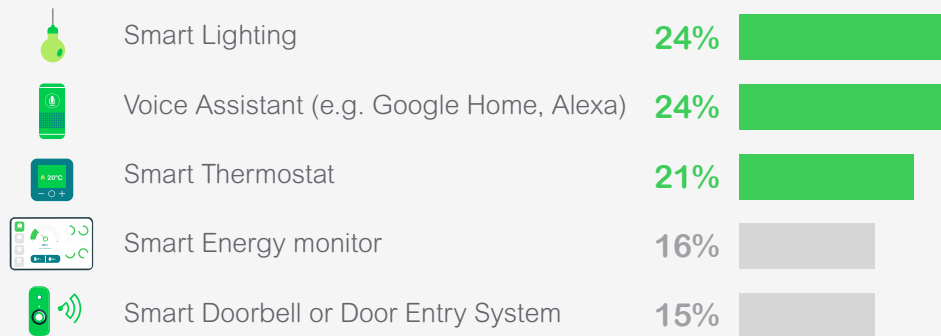 Smart Lighting 24%
Voice Assistant (e.g. Google Home, Alexa) 24%
20°C
Smart Thermostat 21%
Smart Energy monitor 16%
Smart Doorbell or Door Entry System 15%